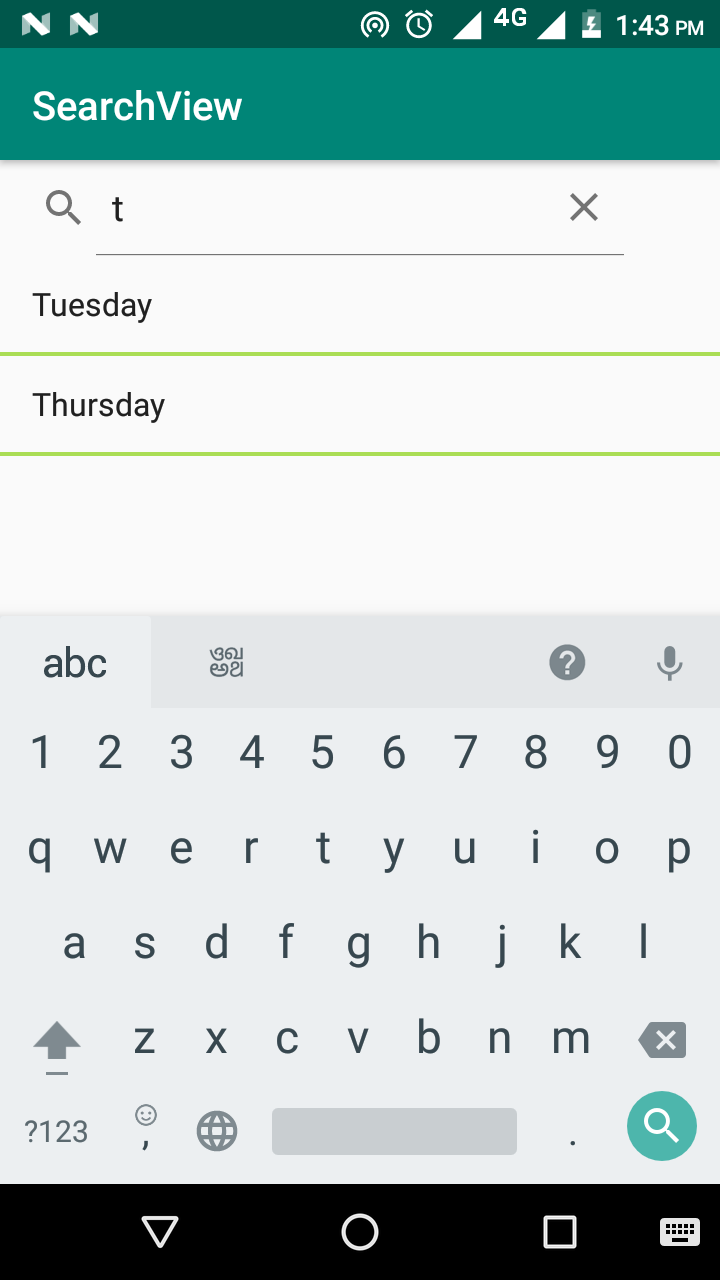 4G 1:43 PM
SearchView
t
Tuesday
Thursday
abc
1 2 3 4 5 6 7 8 9 0
q w e r t y u i o p
a s d f g h j k l
z x c v b n m
?123 , .